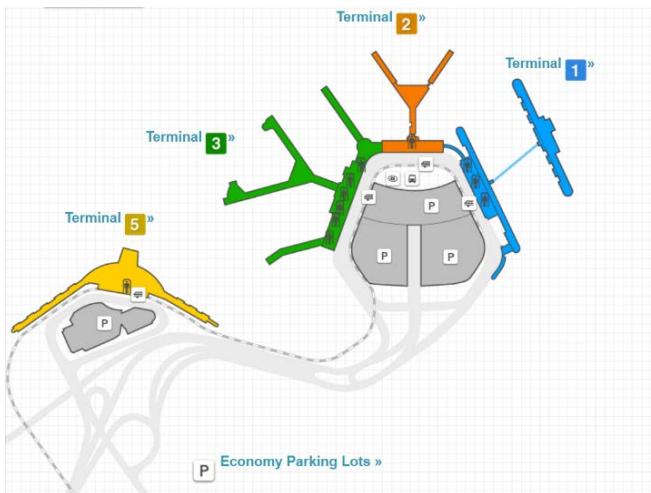 Terminal 2 »
Terminal 1 »
Terminal 3 »
Terminal 5 »
P
P
P
P
P Economy Parking Lots »